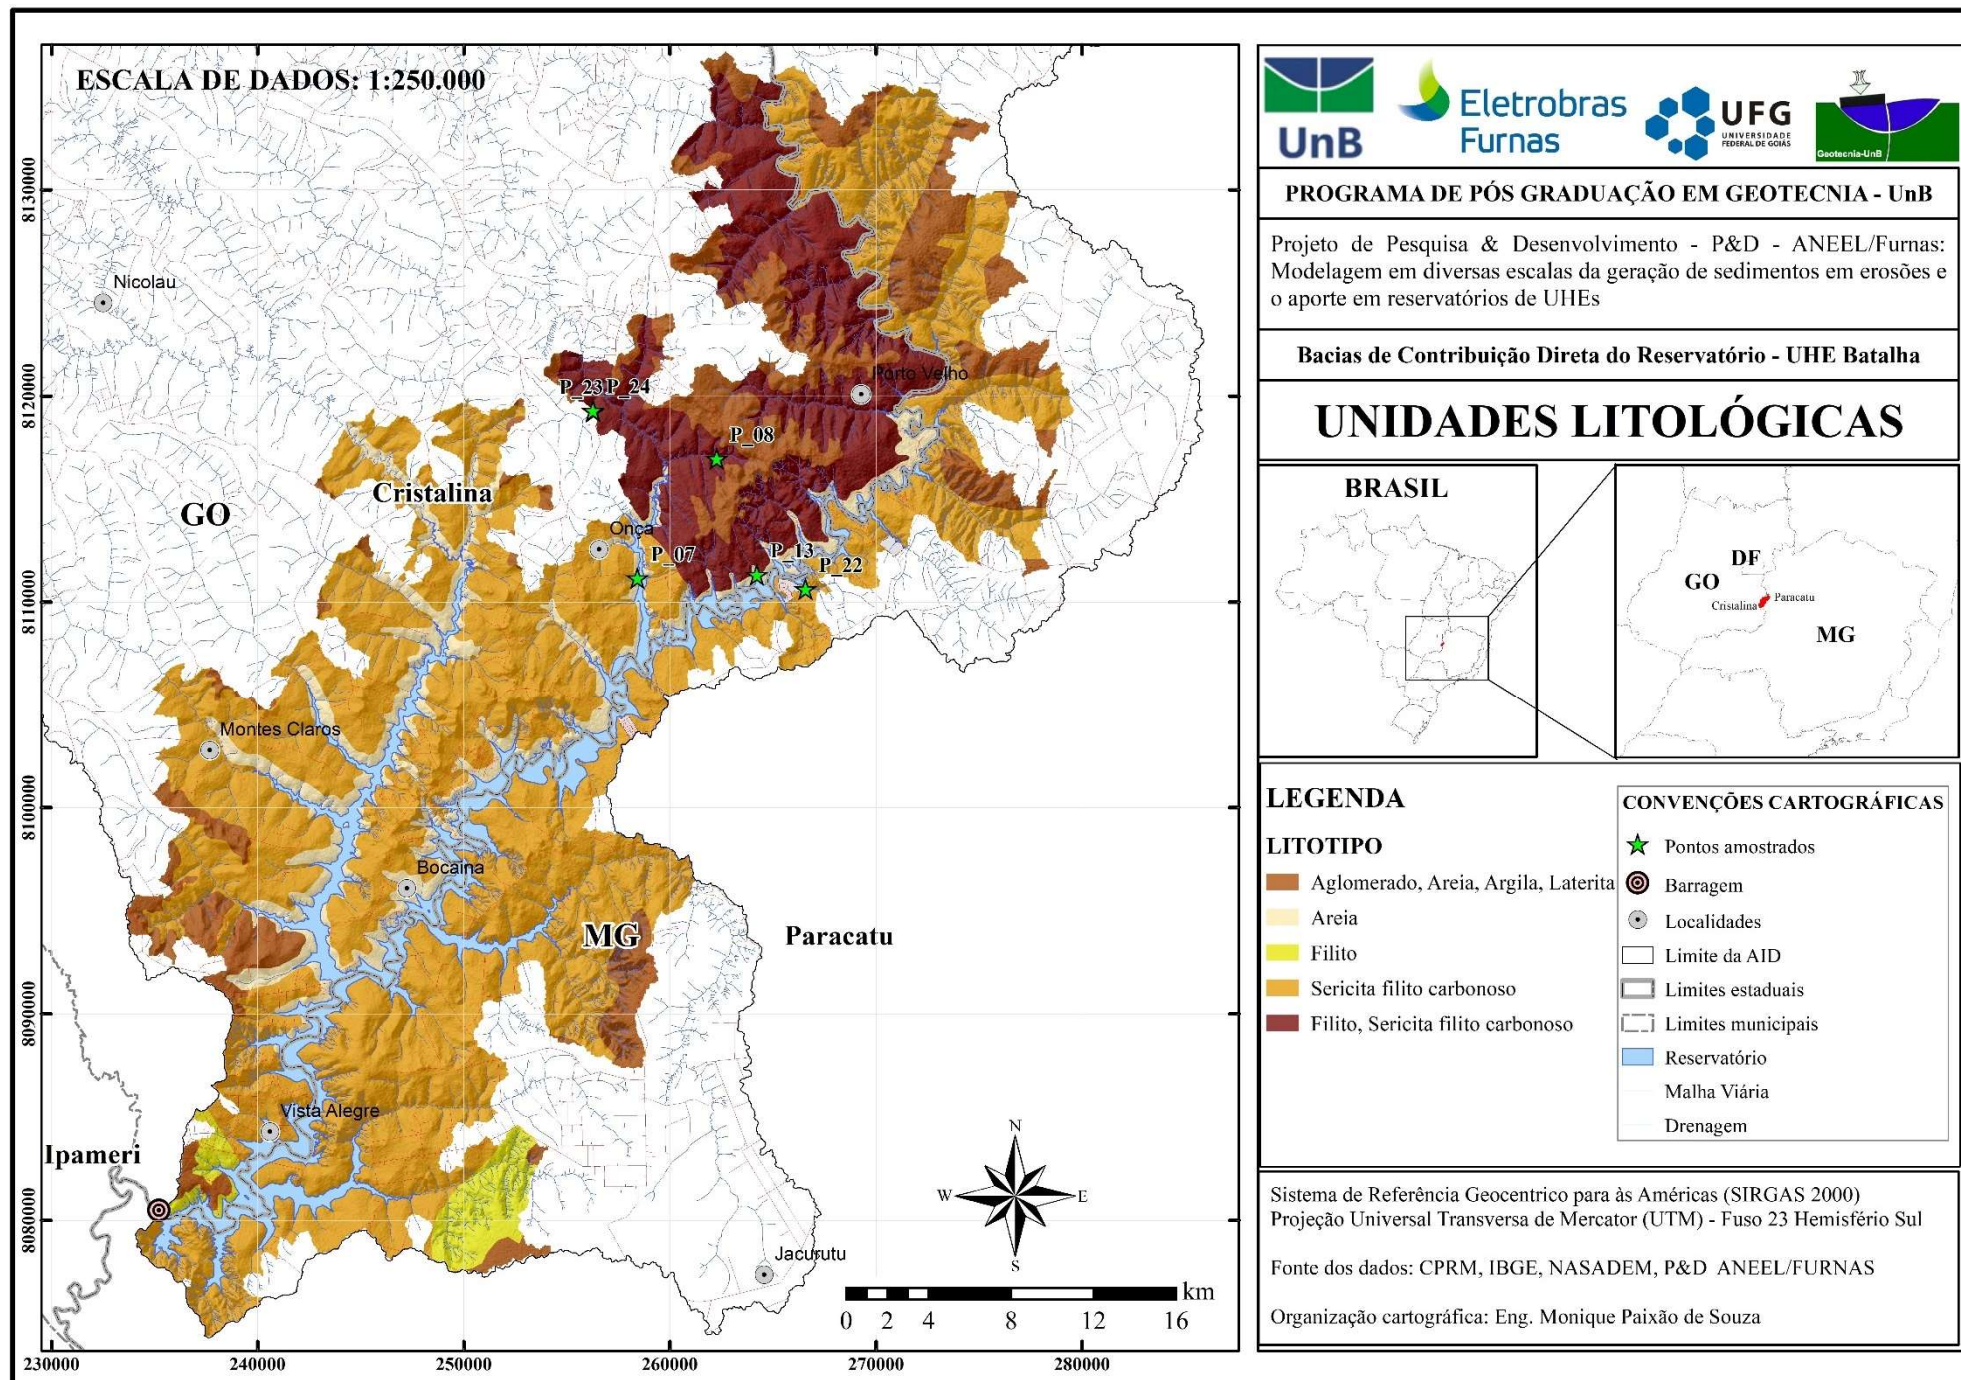 ESCALA DE DADOS: 1:250.000
8130000
8120000
8110000
8100000
8090000
8080000
230000
240000
250000
260000
270000
280000
Nicolau
P_23
P_24
Porto Velho
P_08
Cristalina
GO
Onça
P_07
P_13
P_22
Montes Claros
Bocaina
MG
Paracatu
Vista Alegre
Ipameri
Jacurutu
N
W
E
S
km
0 2 4 8 12 16
UnB
Eletrobras
Furnas
UFG
UNIVERSIDADE
FEDERAL DE GOIÁS
Geotecnia-UnB
PROGRAMA DE PÓS GRADUAÇÃO EM GEOTECNIA - UnB
Projeto de Pesquisa & Desenvolvimento - P&D - ANEEL/Furnas:
Modelagem em diversas escalas da geração de sedimentos em erosões e
o aporte em reservatórios de UHEs
Bacias de Contribuição Direta do Reservatório - UHE Batalha
UNIDADES LITOLÓGICAS
BRASIL
DF
GO
Cristalina
Paracatu
MG
LEGENDA
LITOTIPO
Aglomerado, Areia, Argila, Laterita
Areia
Filito
Sericita filito carbonoso
Filito, Sericita filito carbonoso
CONVENÇÕES CARTOGRÁFICAS
Pontos amostrados
Barragem
Localidades
Limite da AID
Limites estaduais
Limites municipais
Reservatório
Malha Viária
Drenagem
Sistema de Referência Geocentrico para às Américas (SIRGAS 2000)
Projeção Universal Transversa de Mercator (UTM) - Fuso 23 Hemisfério Sul
Fonte dos dados: CPRM, IBGE, NASADEM, P&D ANEEL/FURNAS
Organização cartográfica: Eng. Monique Paixão de Souza